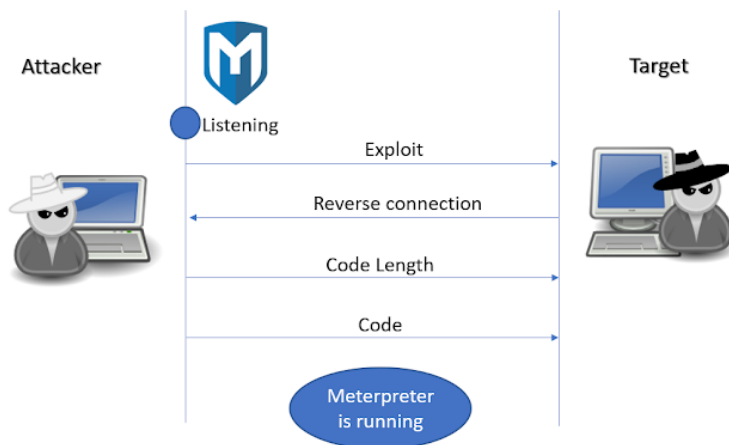 Attacker
Target
Listening
Exploit
Reverse connection
Code Length
Code
Meterpreter
is running